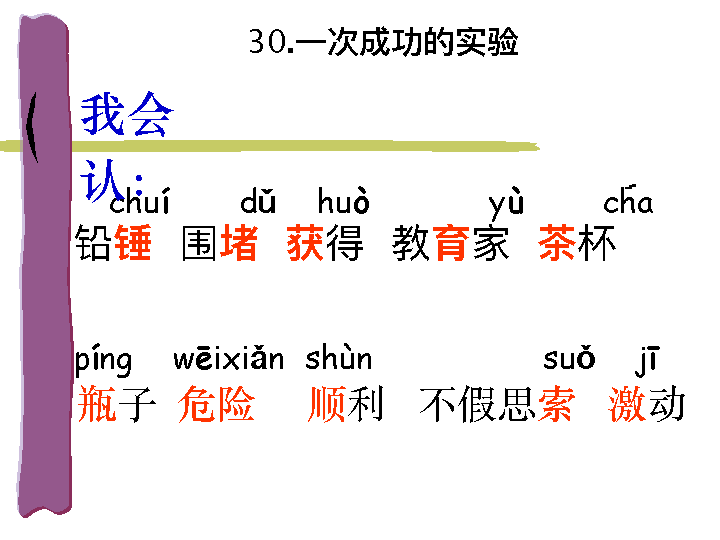 30.一次成功的实验
我会
认：
chuí dǔ huò yù chá
铅锤 围堵 获得 教育家 茶杯
píng wēixiǎn shùn suǒ jī
瓶子 危险 顺利 不假思索 激动